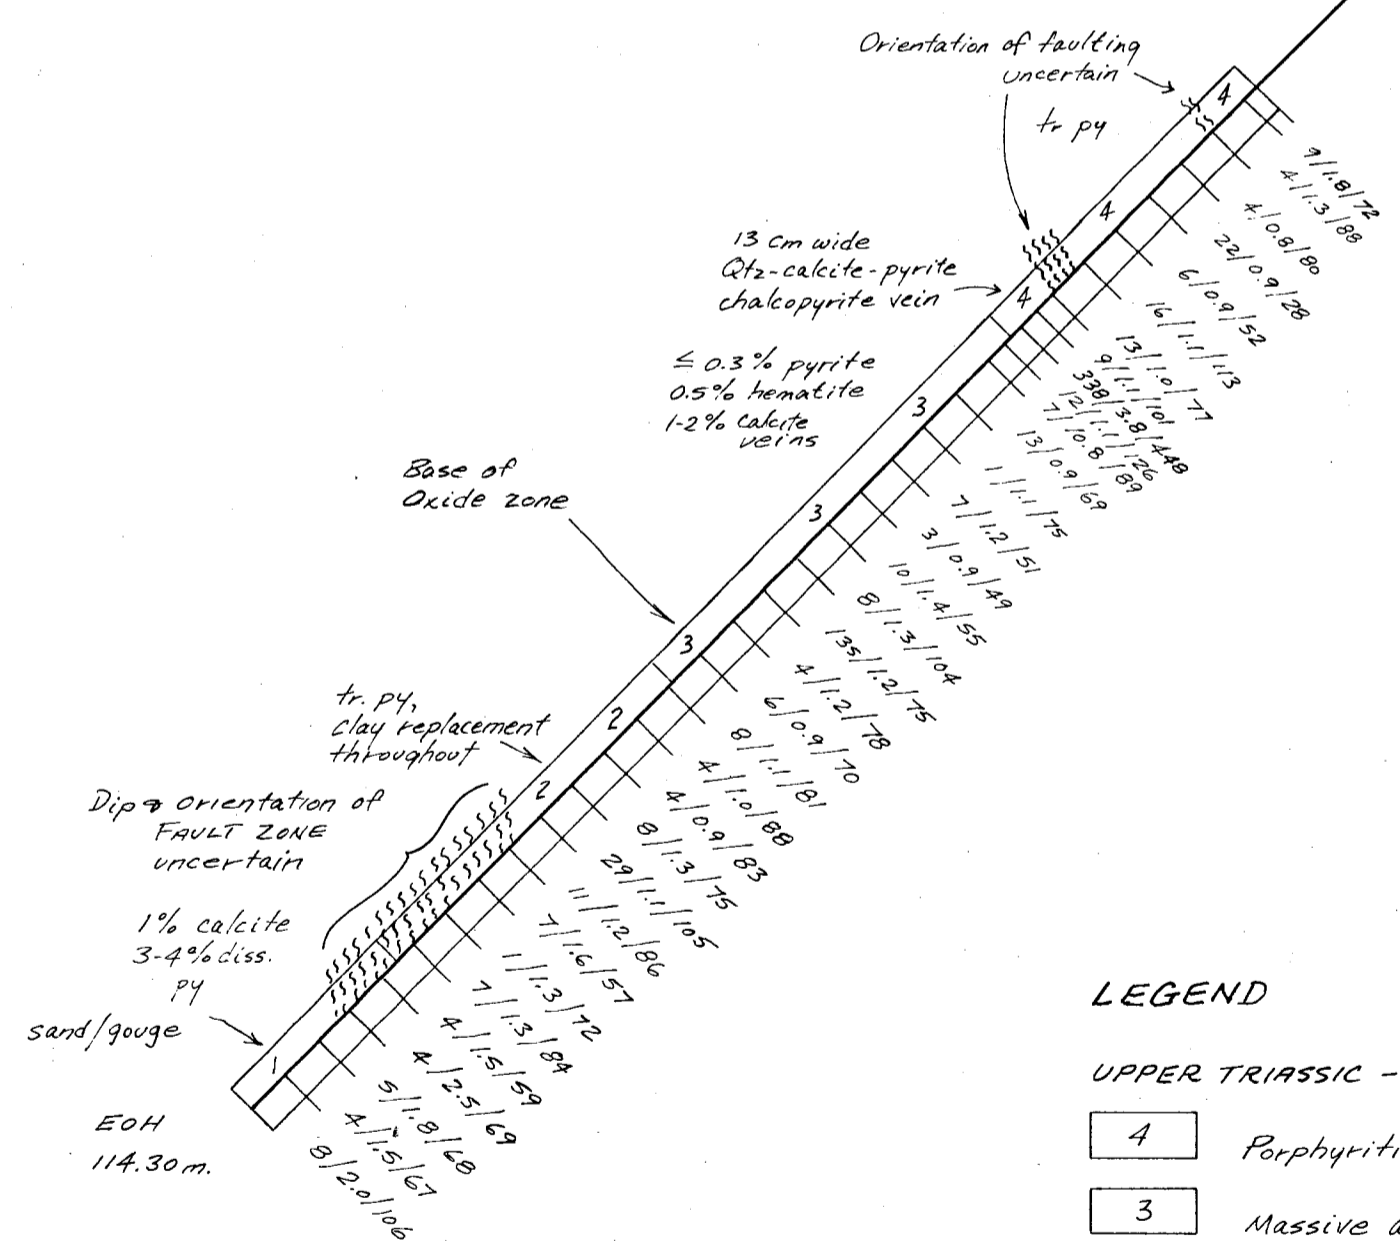 Orientation of faulting
uncertain
tr py
4
4
13 cm wide
Qtz-calcite-pyrite
chalcopyrite vein
4
≤ 0.3% pyrite
0.5% hematite
1-2% calcite
veins
3
Base of
Oxide zone
3
3
tr. py,
clay replacement
throughout
2
2
Dip & orientation of
FAULT ZONE
uncertain
1% calcite
3-4% diss.
py
sand/gouge
1
EOH
114.30m.
9/1.8/72
4/1.3/88
4/0.8/80
22/0.9/28
6/0.9/52
16/1.1/113
13/1.0/77
9/1.1/101
338/3.8/448
12/1.1/126
7/0.8/89
13/0.9/69
1/1.1/75
7/1.2/51
3/0.9/49
10/1.4/55
8/1.3/104
135/1.2/75
4/1.2/78
6/0.9/70
8/1.1/81
4/1.0/88
4/0.9/83
8/1.3/75
29/1.1/105
11/1.2/86
7/1.6/57
1/1.3/72
7/1.3/84
4/1.5/59
4/2.5/69
5/1.8/68
4/1.5/67
8/2.0/106
LEGEND
UPPER TRIASSIC -
4 Porphyriti
3 Massive a